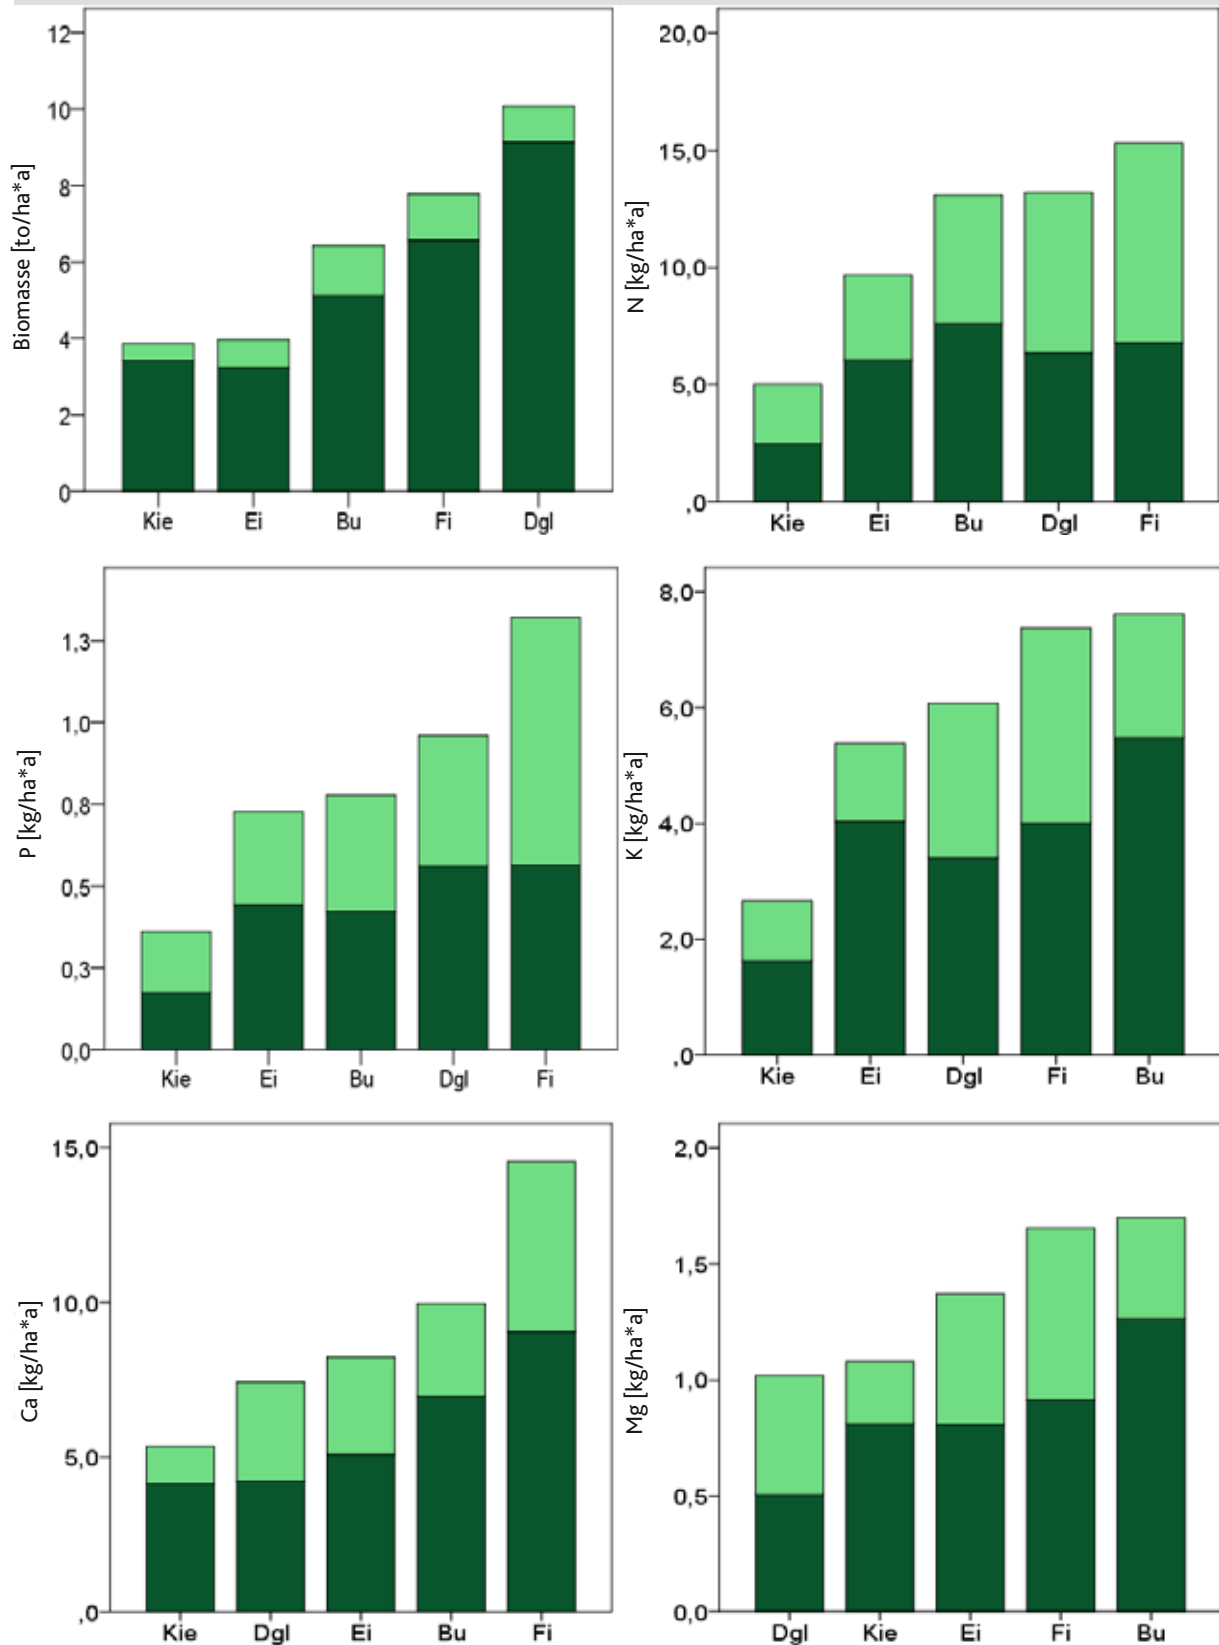 Biomasse [to/ha*a]
12
10
8
6
4
2
0
Kie Ei Bu Fi Dgl
N [kg/ha*a]
20,0
15,0
10,0
5,0
,0
Kie Ei Bu Dgl Fi
P [kg/ha*a]
1,3
1,0
0,8
0,5
0,3
0,0
Kie Ei Bu Dgl Fi
K [kg/ha*a]
8,0
6,0
4,0
2,0
,0
Kie Ei Dgl Fi Bu
Ca [kg/ha*a]
15,0
10,0
5,0
,0
Kie Dgl Ei Bu Fi
Mg [kg/ha*a]
2,0
1,5
1,0
0,5
0,0
Dgl Kie Ei Fi Bu